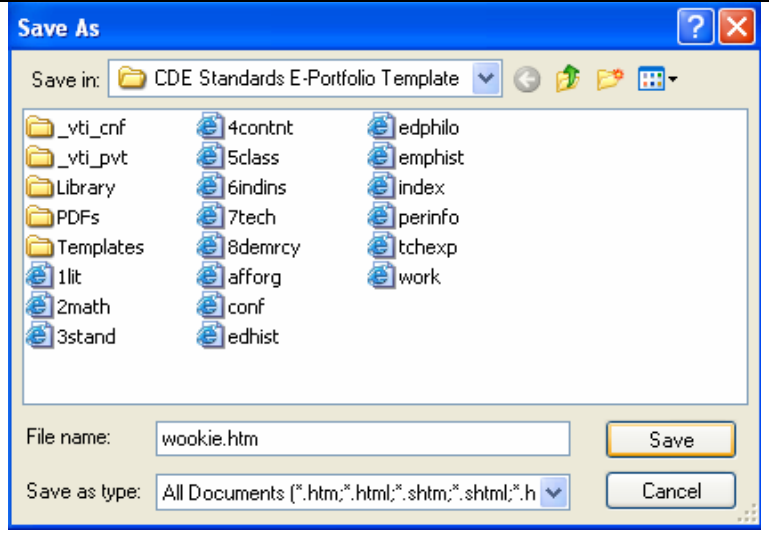 Save As
Save in: CDE Standards E-Portfolio Template
_vti_cnf
_vti_pvt
Library
PDFs
Templates
1lit
2math
3stand
4contnt
5class
6indins
7tech
8demrcy
afforg
conf
edhist
edphilo
emphist
index
perinfo
tchexp
work
File name: wookie.htm
Save
Save as type: All Documents (*.htm;*.html;*.shtm;*.shtml;*.h
Cancel